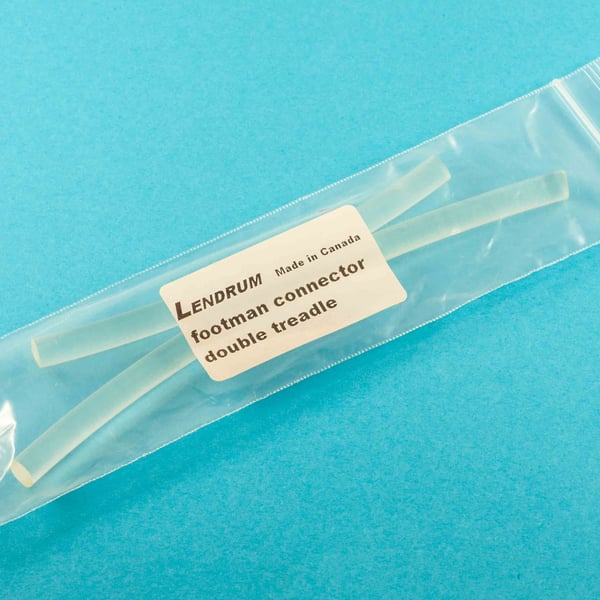 LENDRUM Made in Canada
footman connector
double treadle